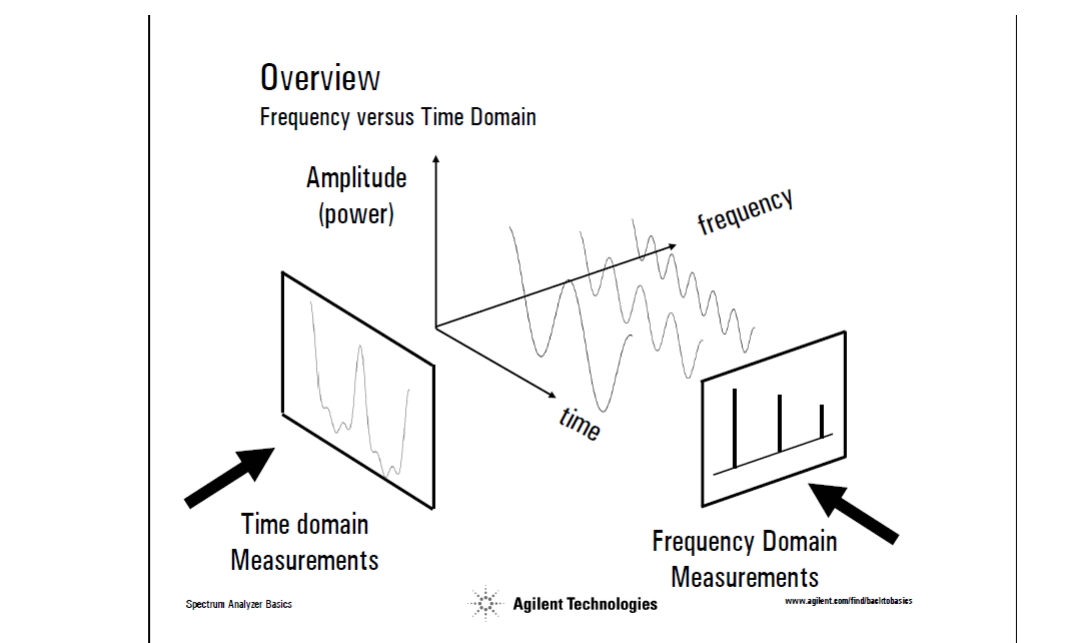 Overview
Frequency versus Time Domain
Amplitude
(power)
frequency
time
Time domain
Measurements
Frequency Domain
Measurements
Spectrum Analyzer Basics
Agilent Technologies
www.agilent.com/find/backtobasics